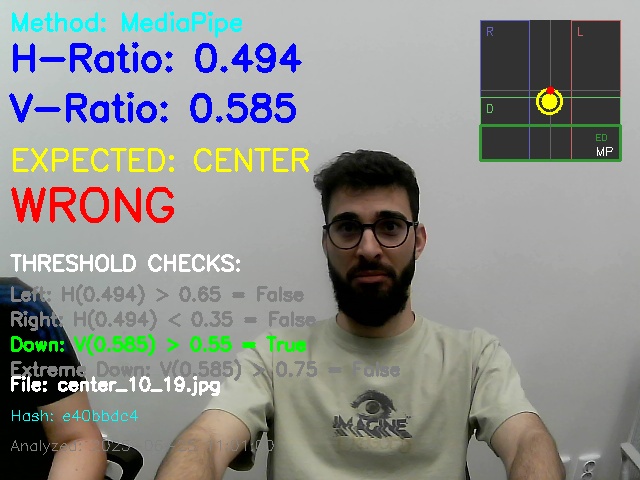 Method: MediaPipe
H-Ratio: 0.494
V-Ratio: 0.585
EXPECTED: CENTER
WRONG
THRESHOLD CHECKS:
Left: H(0.494) > 0.65 = False
Right: H(0.494) < 0.35 = False
Down: V(0.585) > 0.55 = True
Extreme Down: V(0.585) > 0.75 = False
File: center_10_19.jpg
Hash: e40bbdc4
Analyzed:
R
L
D
ED
MP
IMAGINE